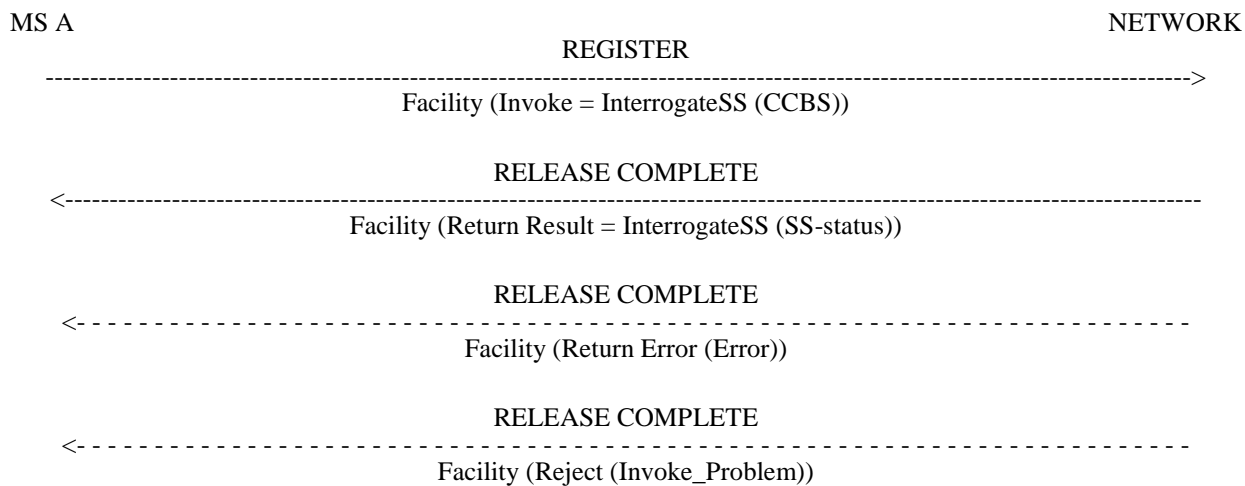 MS A NETWORK
REGISTER
Facility (Invoke = InterrogateSS (CCBS))
RELEASE COMPLETE
Facility (Return Result = InterrogateSS (SS-status))
RELEASE COMPLETE
Facility (Return Error (Error))
RELEASE COMPLETE
Facility (Reject (Invoke_Problem))